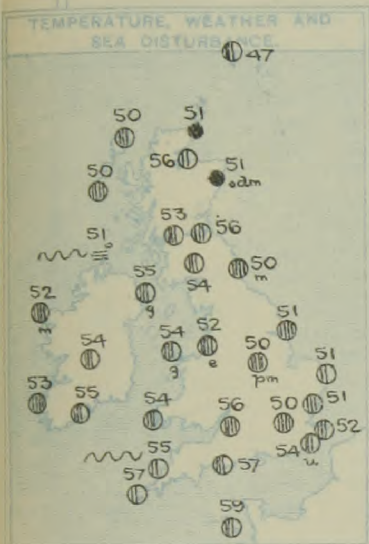 TEMPERATURE, WEATHER AND
SEA DISTURBANCE.
47
50 51
56
50 51
odm
53 56
51
54 50
m
55
g
52
m
51
54 54 52 50
g e pm
51
53 55 54 56 50 51
52
54
u
55 57
57
59